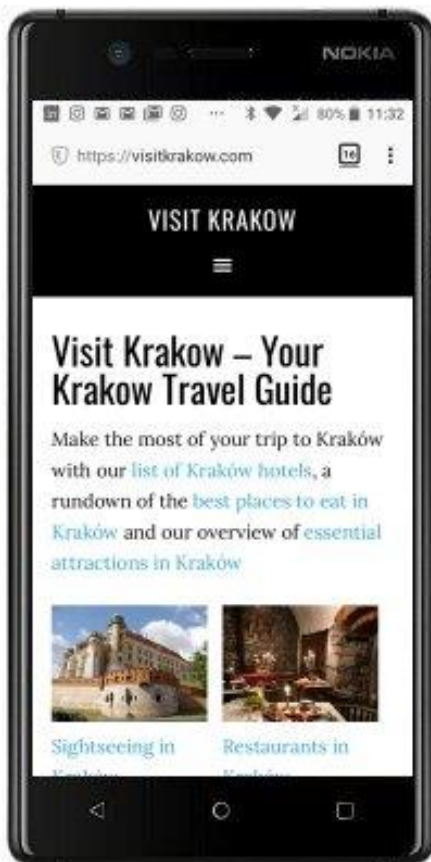 NOKIA
80% 11:32
https://visitkrakow.com 16
VISIT KRAKOW
Visit Krakow – Your
Krakow Travel Guide
Make the most of your trip to Kraków
with our list of Kraków hotels, a
rundown of the best places to eat in
Kraków and our overview of essential
attractions in Kraków
Sightseeing in
Restaurants in
Kraków
Kraków